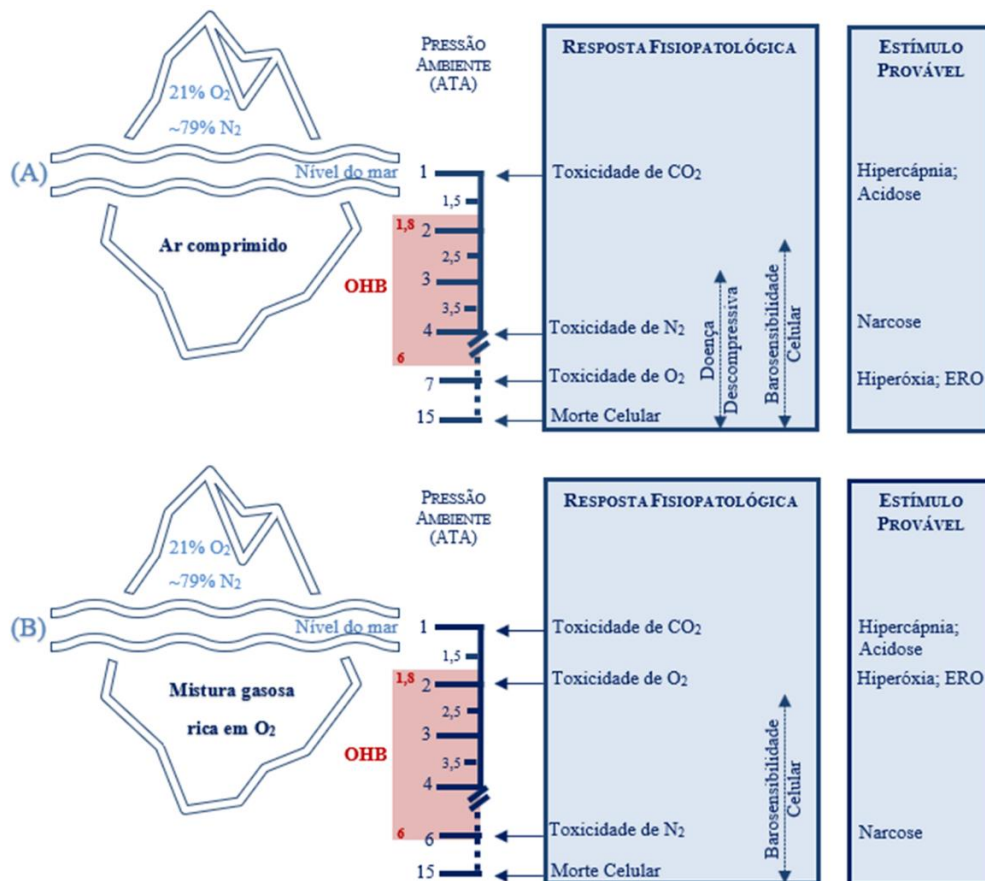 (A)
21% O₂
~79% N₂
Nível do mar
Ar comprimido
PRESSÃO
AMBIENTE
(ATA)
1
1,5
1,8
2
2,5
3
OHB
3,5
4
6
7
15
RESPOSTA FISIOPATOLÓGICA
Toxicidade de CO₂
Toxicidade de N₂
Toxicidade de O₂
Morte Celular
Doença
Descompressiva
Barosensibilidade
Celular
ESTÍMULO
PROVÁVEL
Hipercápnia;
Acidose
Narcose
Hiperóxia; ERO
(B)
21% O₂
~79% N₂
Nível do mar
Mistura gasosa
rica em O₂
PRESSÃO
AMBIENTE
(ATA)
1
1,5
1,8
2
2,5
3
OHB
3,5
4
6
6
15
RESPOSTA FISIOPATOLÓGICA
Toxicidade de CO₂
Toxicidade de O₂
Toxicidade de N₂
Morte Celular
Barosensibilidade
Celular
ESTÍMULO
PROVÁVEL
Hipercápnia;
Acidose
Hiperóxia; ERO
Narcose